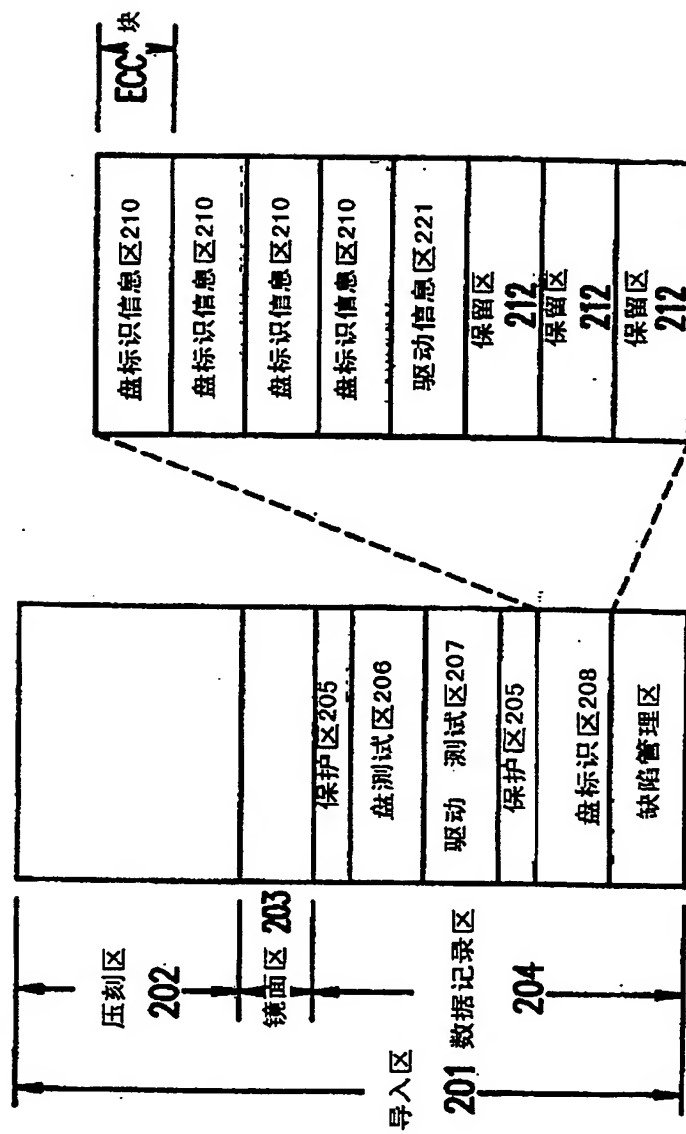 ECC 块
盘标识信息区210
盘标识信息区210
盘标识信息区210
盘标识信息区210
驱动信息区221
保留区
212
保留区
212
保留区
212
保护区205
盘测试区206
驱动 测试区207
保护区205
盘标识区208
缺陷管理区
压刻区
202
镜面区 203
数据记录区
204
导入区
201